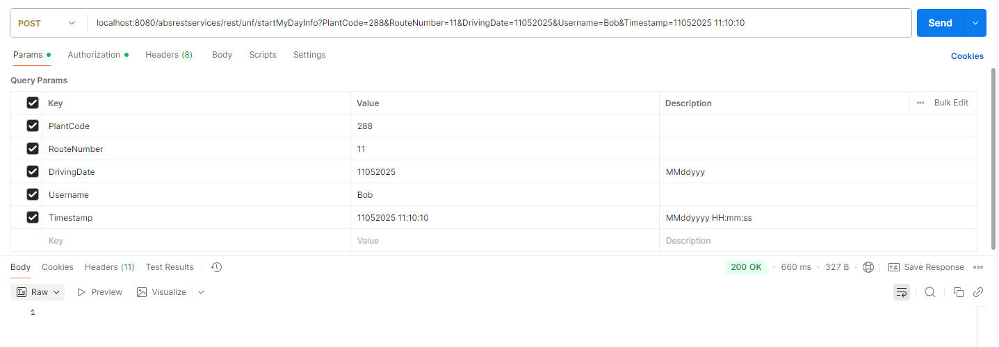 POST localhost:8080/absrestservices/rest/unf/startMyDayInfo?PlantCode=288&RouteNumber=11&DrivingDate=11052025&Username=Bob&Timestamp=11052025 11:10:10 Send
Params Authorization Headers (8) Body Scripts Settings Cookies
Query Params
Key Value Description Bulk Edit
PlantCode 288
RouteNumber 11
DrivingDate 11052025 MMddyyy
Username Bob
Timestamp 11052025 11:10:10 MMddyyyy HH:mm:ss
Key Value Description
Body Cookies Headers (11) Test Results 200 OK 660 ms 327 B e.g. Save Response
Raw Preview Visualize
1